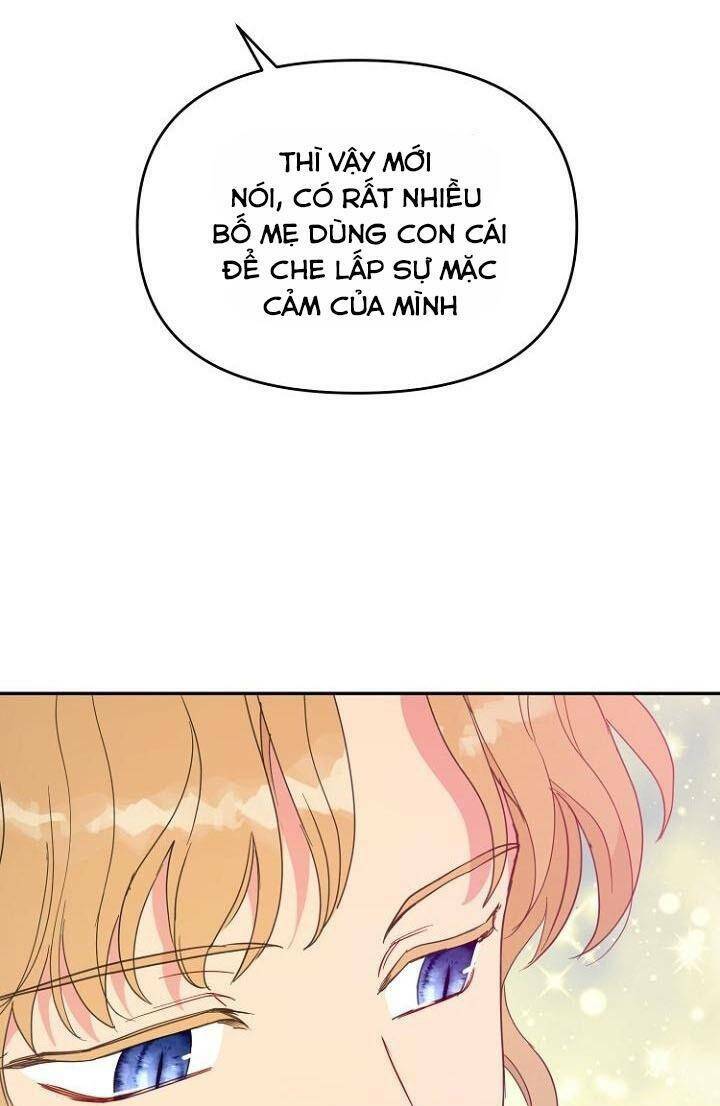 THÌ VẬY MỚI
NÓI, CÓ RẤT NHIỀU
BỐ MẸ DÙNG CON CÁI
ĐỂ CHE LẤP SỰ MẶC
CẢM CỦA MÌNH